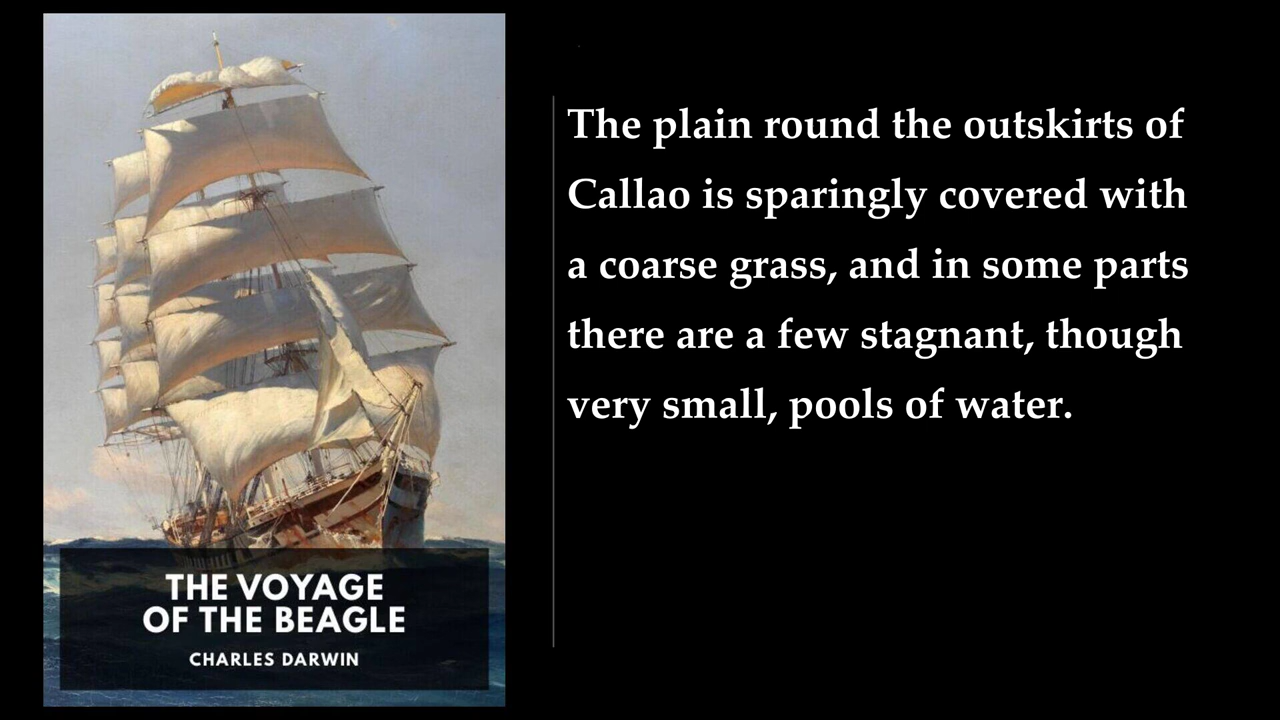 THE VOYAGE
OF THE BEAGLE
CHARLES DARWIN
The plain round the outskirts of
Callao is sparingly covered with
a coarse grass, and in some parts
there are a few stagnant, though
very small, pools of water.